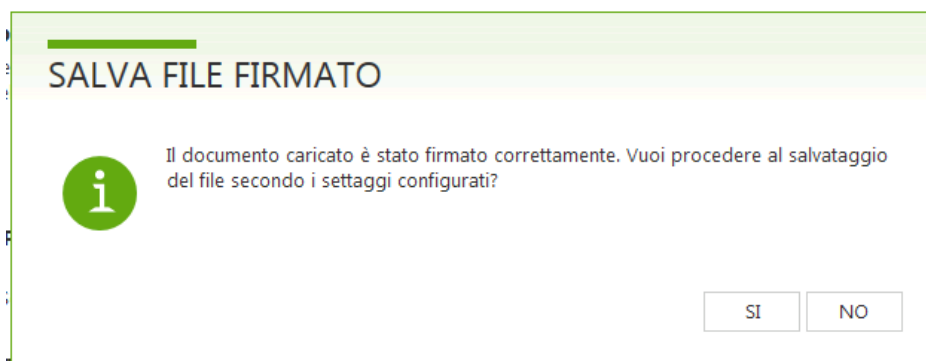 SALVA FILE FIRMATO
Il documento caricato è stato firmato correttamente. Vuoi procedere al salvataggio
del file secondo i settaggi configurati?
SI NO